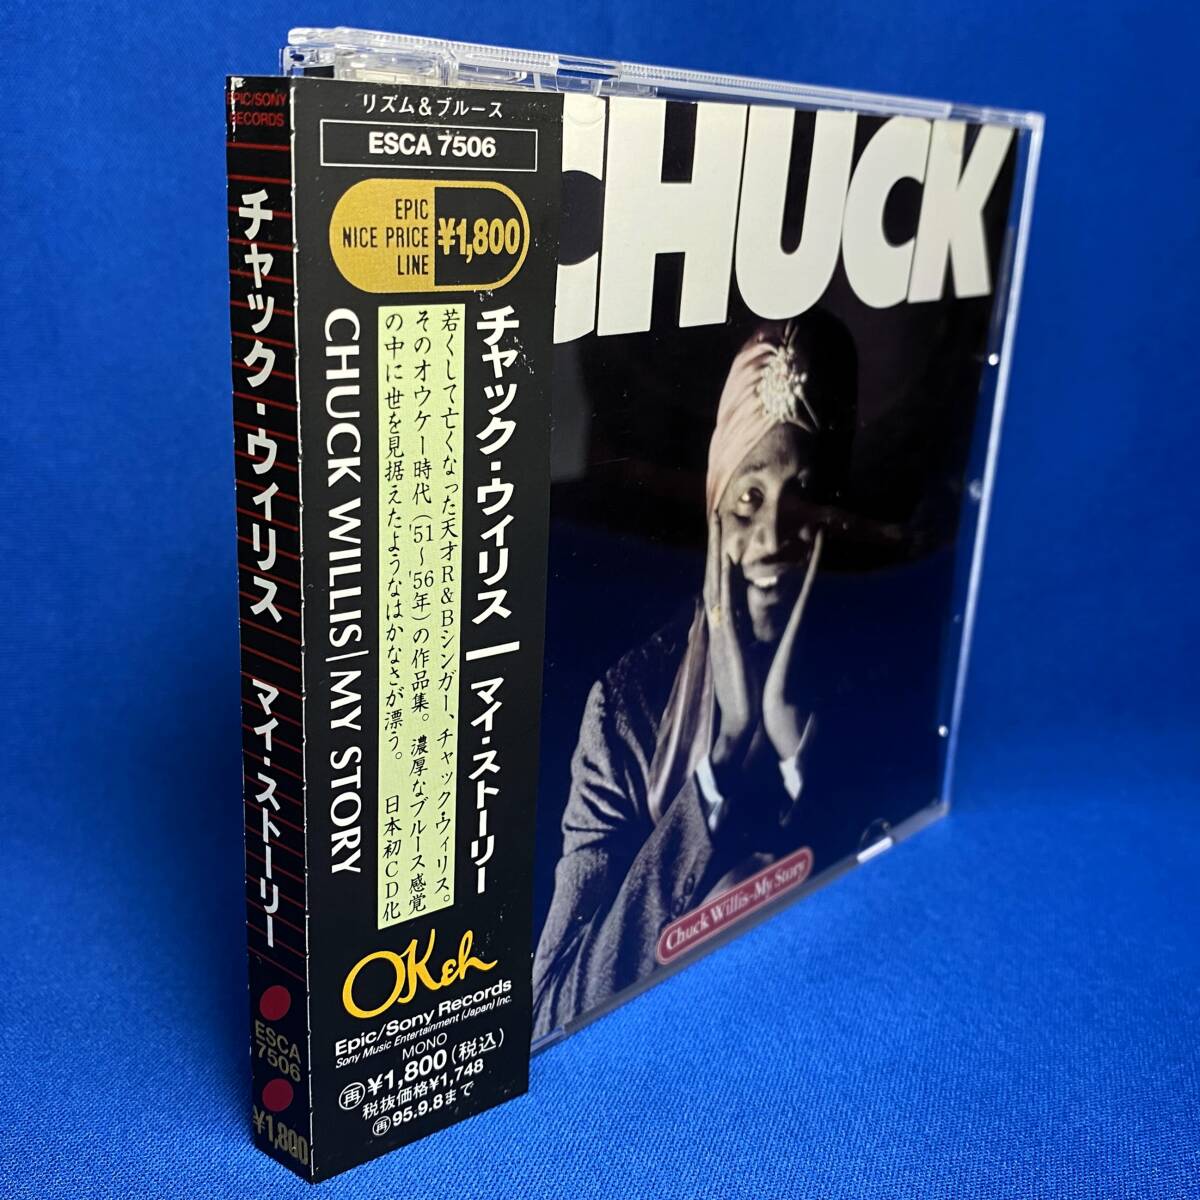 EPIC/SONY
RECORDS
チャック・ウィリス マイ・ストーリー
ESCA
7506
¥1,800
リズム&ブルース
ESCA 7506
EPIC
NICE PRICE
LINE
¥1,800
チャック・ウィリス|マイ・ストーリー
若くして亡くなった天才R&Bシンガー、チャック・ウィリス。
そのオウケー時代('51〜'56年)の作品集。濃厚なブルース感覚
の中に世を見据えたようなはかなさが漂う。 日本初CD化
CHUCK WILLIS|MY STORY
OKeh
Epic/Sony Records
Sony Music Entertainment (Japan) Inc.
MONO
再¥1,800(税込)
税抜価格¥1,748
再95.9.8まで
CHUCK
Chuck Willis-My Story